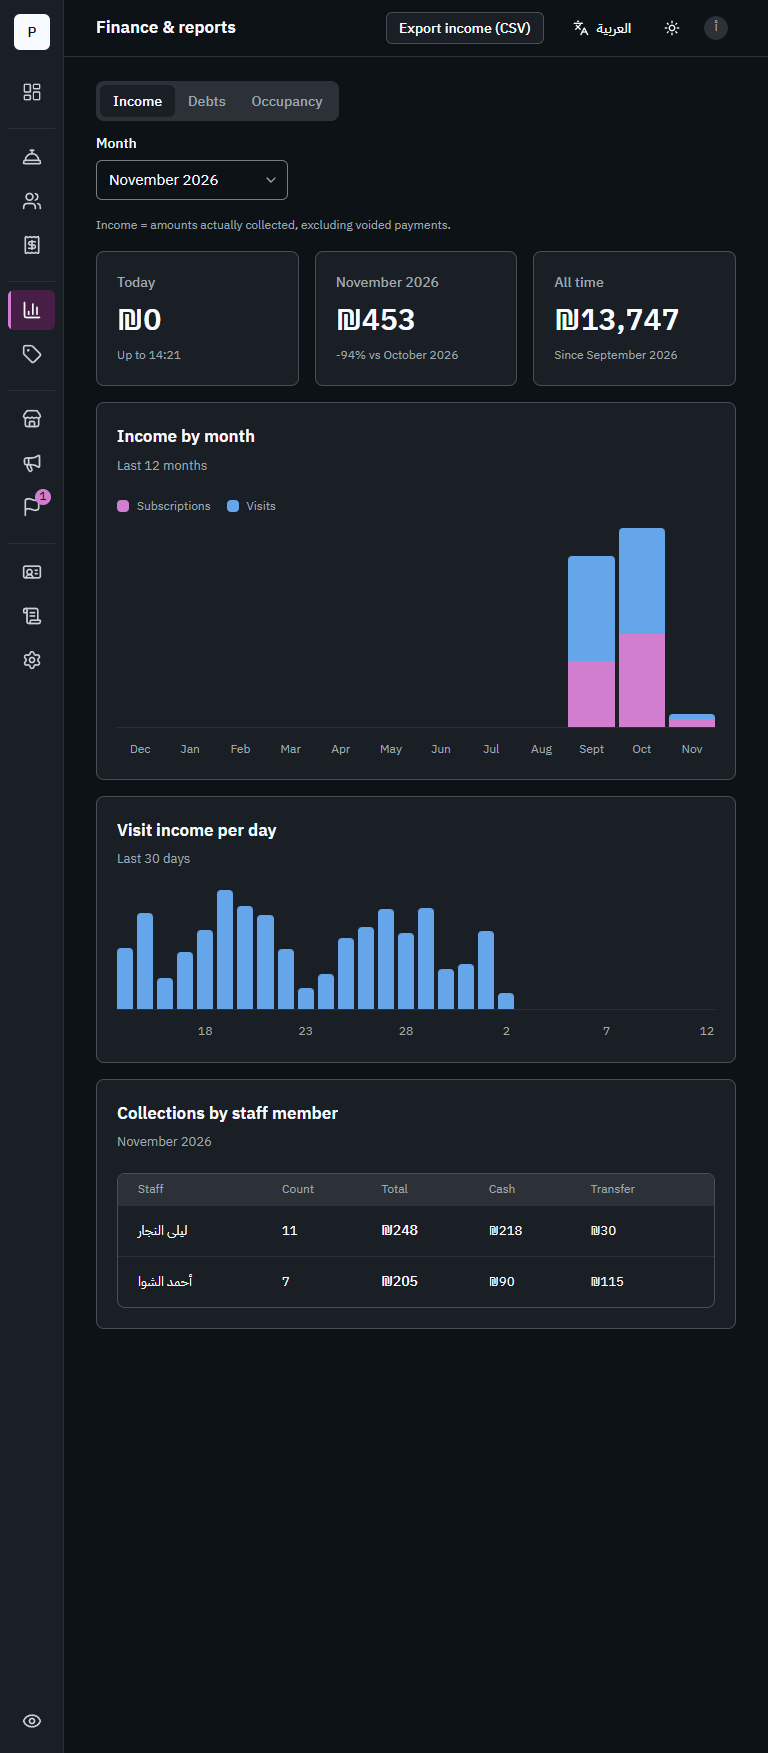 P
Finance & reports
Export income (CSV)
العربية
أ
Income
Debts
Occupancy
Month
November 2026
Income = amounts actually collected, excluding voided payments.
Today
₪0
Up to 14:21
November 2026
₪453
-94% vs October 2026
All time
₪13,747
Since September 2026
1
Income by month
Last 12 months
Subscriptions
Visits
Dec Jan Feb Mar Apr May Jun Jul Aug Sept Oct Nov
Visit income per day
Last 30 days
18 23 28 2 7 12
Collections by staff member
November 2026
Staff Count Total Cash Transfer
ليلى النجار 11 ₪248 ₪218 ₪30
أحمد الشوا 7 ₪205 ₪90 ₪115